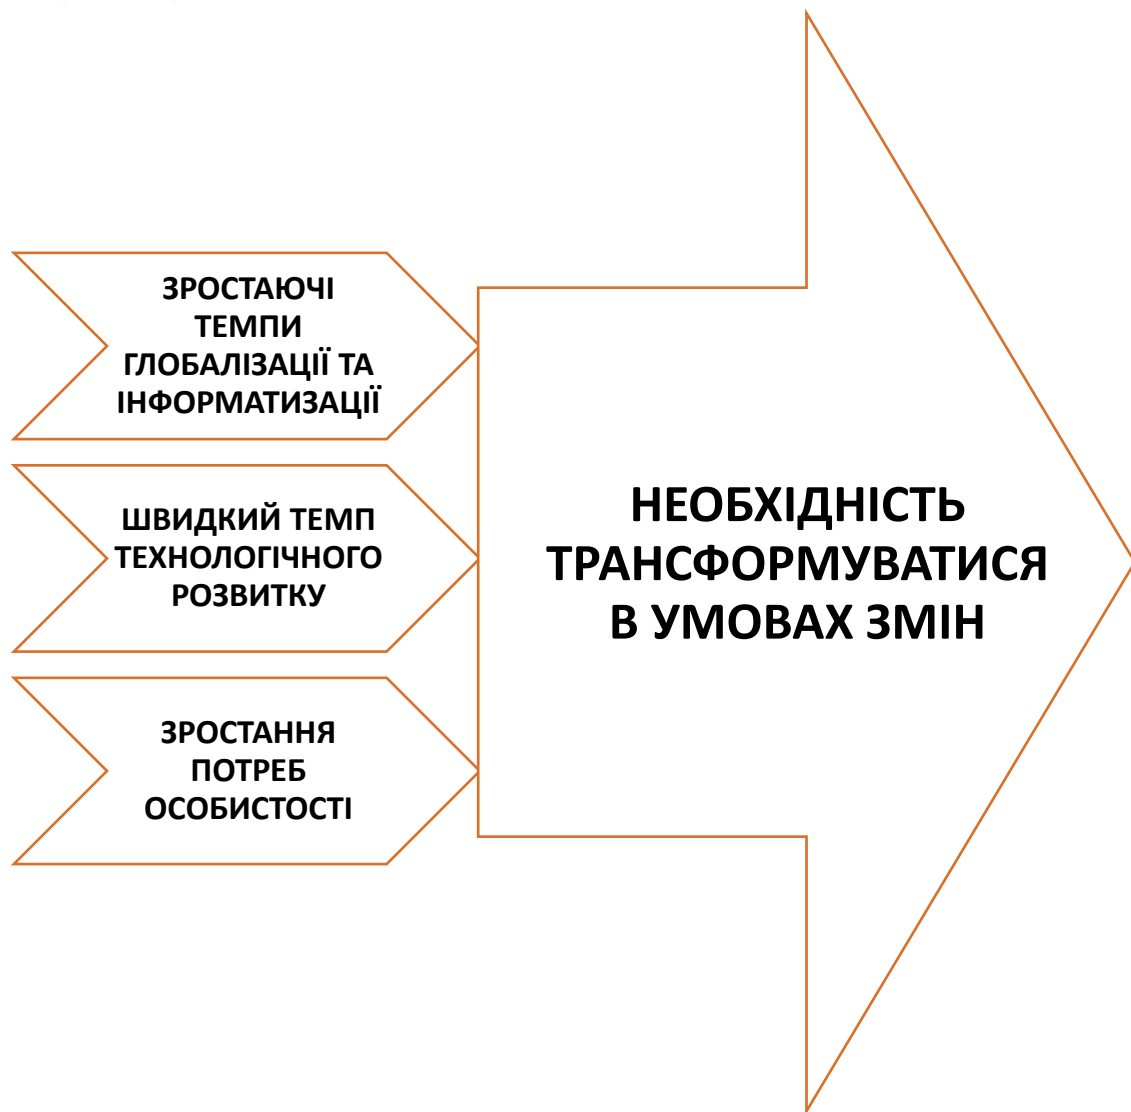 ЗРОСТАЮЧІ
ТЕМПИ
ГЛОБАЛІЗАЦІЇ ТА
ІНФОРМАТИЗАЦІЇ
ШВИДКИЙ ТЕМП
ТЕХНОЛОГІЧНОГО
РОЗВИТКУ
ЗРОСТАННЯ
ПОТРЕБ
ОСОБИСТОСТІ
НЕОБХІДНІСТЬ
ТРАНСФОРМУВАТИСЯ
В УМОВАХ ЗМІН